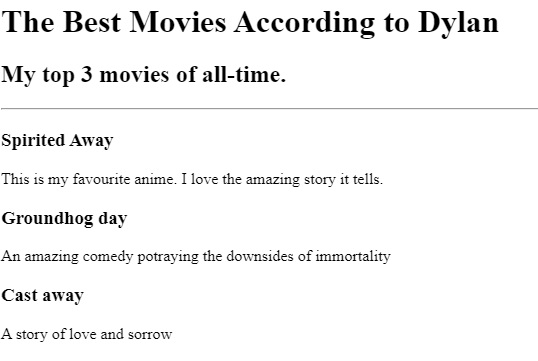 The Best Movies According to Dylan
My top 3 movies of all-time.
Spirited Away
This is my favourite anime. I love the amazing story it tells.
Groundhog day
An amazing comedy potraying the downsides of immortality
Cast away
A story of love and sorrow